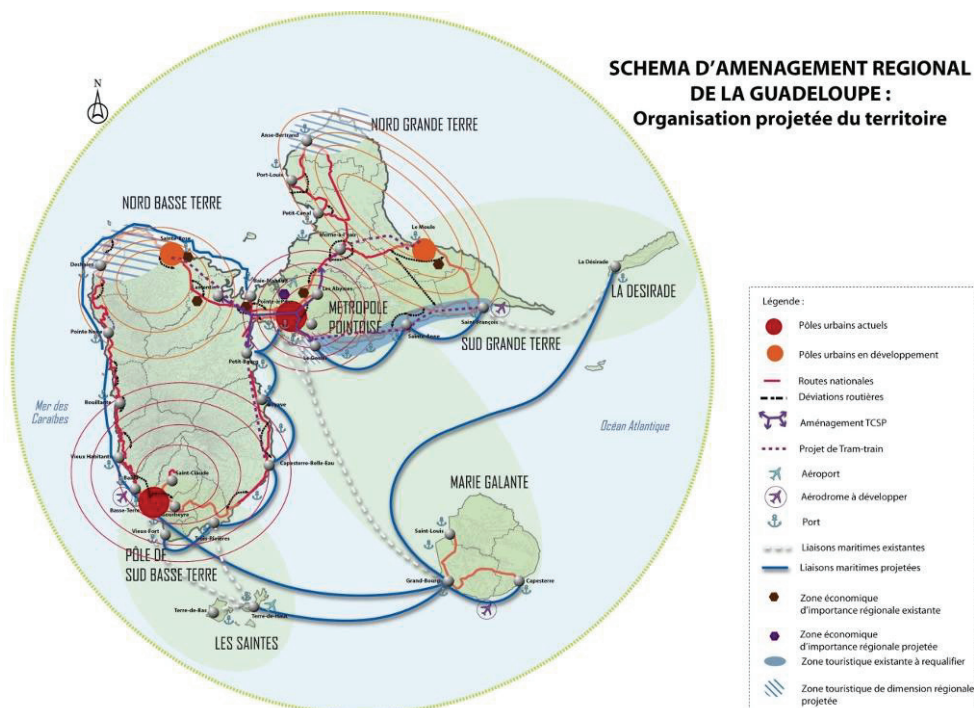 SCHEMA D'AMENAGEMENT REGIONAL
DE LA GUADELOUPE :
Organisation projetée du territoire
N
NORD GRANDE TERRE
Anse-Bertrand
Port-Louis
Petit-Canal
NORD BASSE TERRE
Sainte-Rose
Deshaies
Morne-à-l'eau
Le Moule
La Désirade
LA DESIRADE
Lamentin
Baie-Mahault
Les Abymes
METROPOLE
POINTOISE
Saint-François
Sainte-Anne
SUD GRANDE TERRE
Le Gosier
Pointe Noire
Petit-Bourg
Mer des
Caraïbes
Océan Atlantique
Bouillante
Vieux Habitants
Capesterre-Belle-Eau
Saint-Claude
Basse-Terre
Vieux-Fort
Trois-Rivières
PÔLE DE
SUD BASSE TERRE
MARIE GALANTE
Saint-Louis
Grand-Bourg
Capesterre
Terre-de-Bas
Terre-de-Haut
LES SAINTES
Légende :
Pôles urbains actuels
Pôles urbains en développement
Routes nationales
Déviations routières
Aménagement TCSP
Projet de Tram-train
Aéroport
Aérodrome à développer
Port
Liaisons maritimes existantes
Liaisons maritimes projetées
Zone économique
d'importance régionale existante
Zone économique
d'importance régionale projetée
Zone touristique existante à requalifier
Zone touristique de dimension régionale
projetée